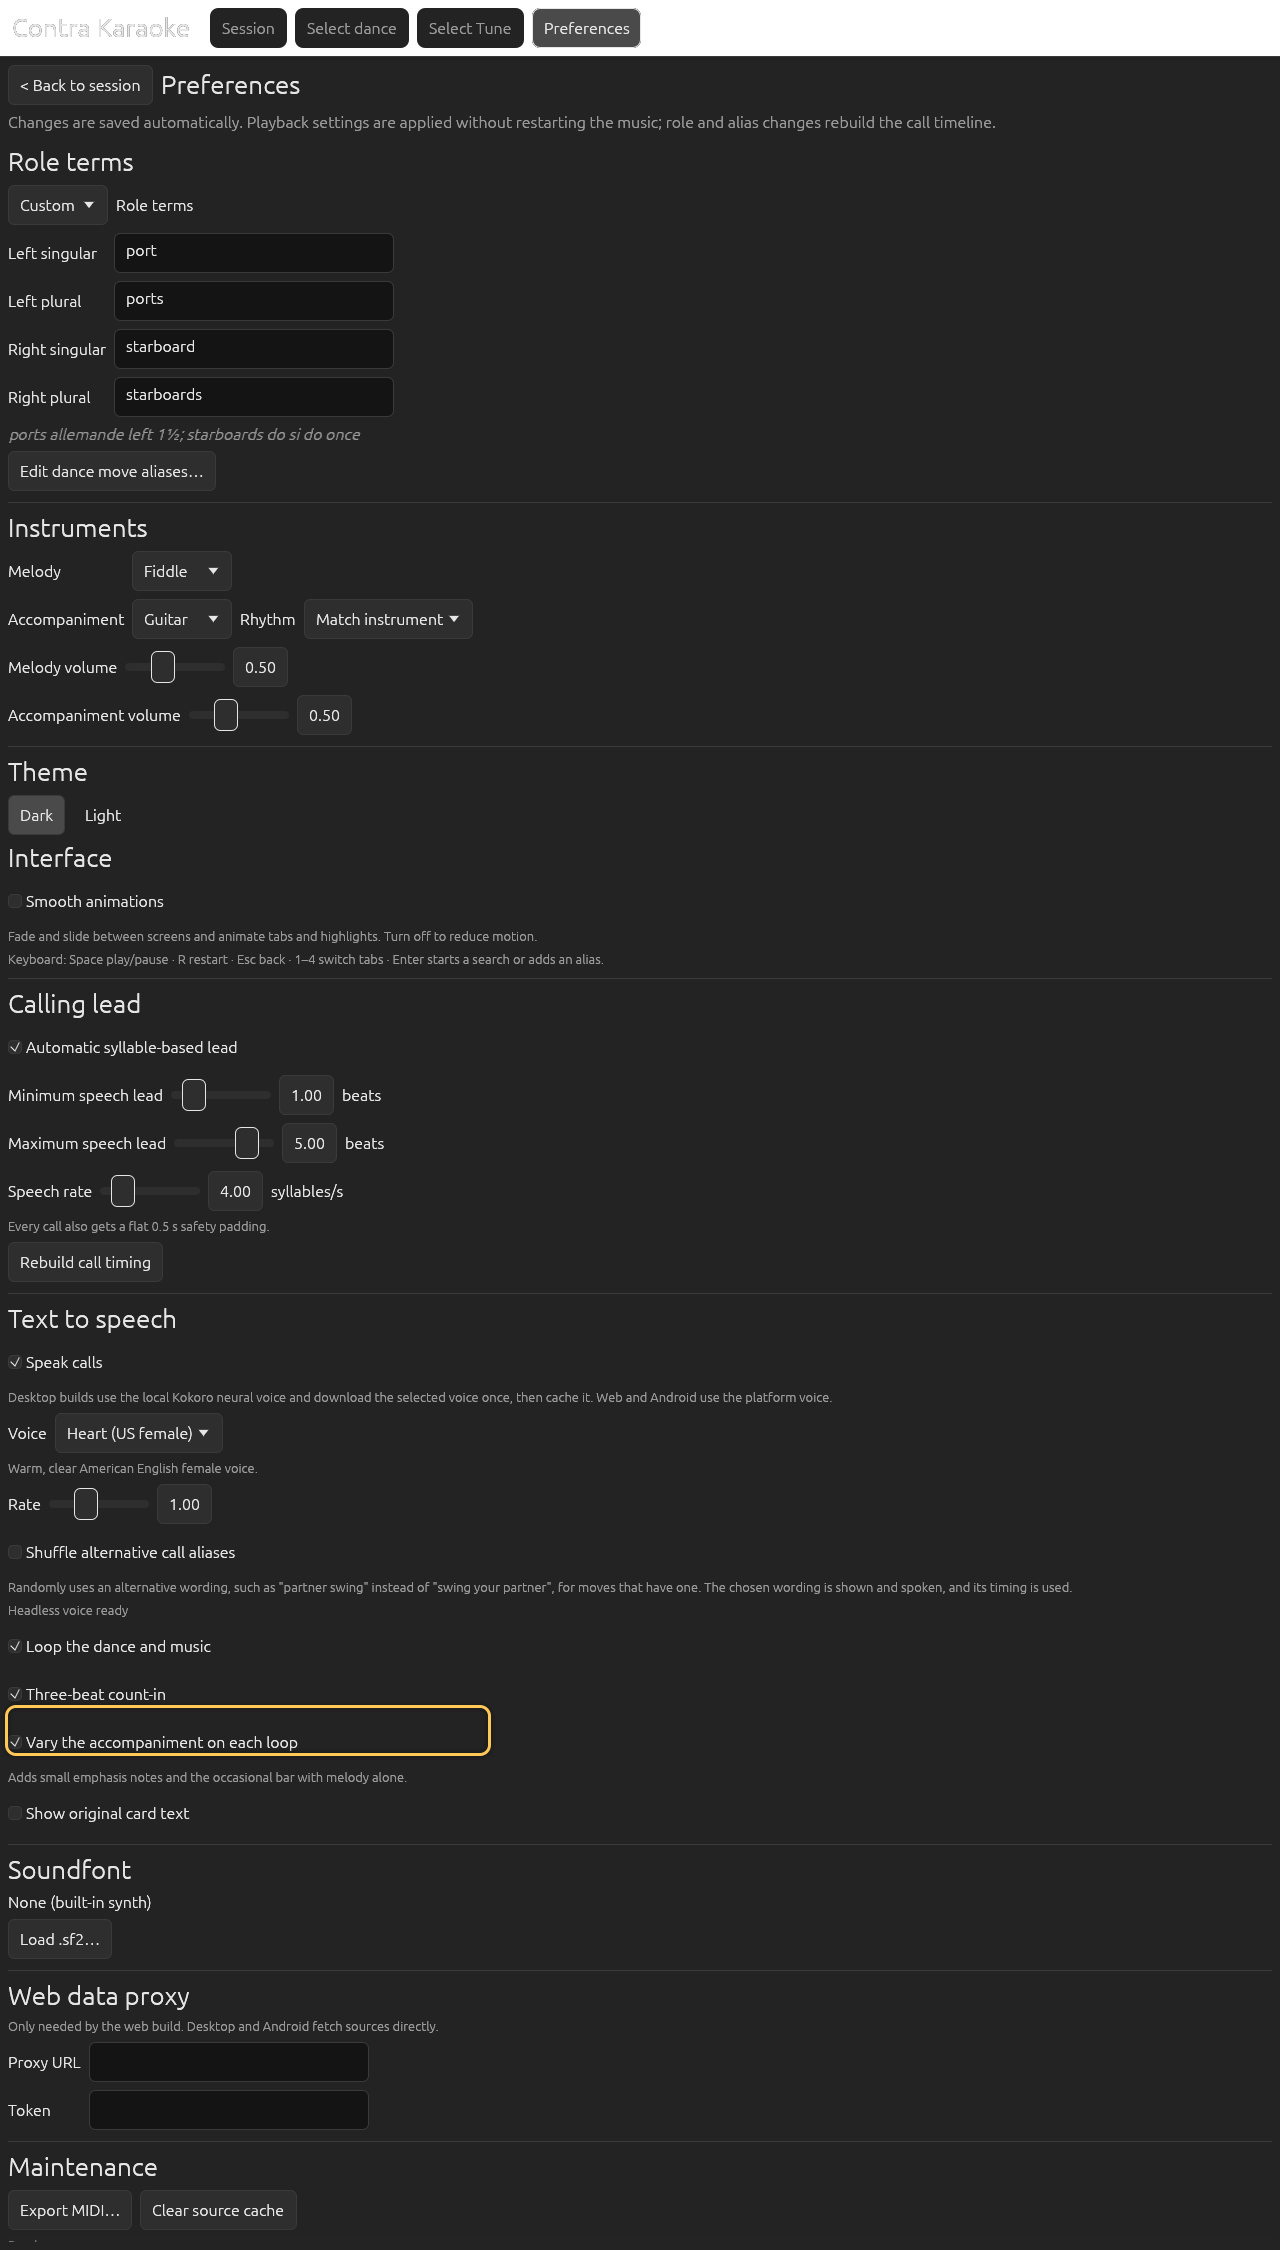 Contra Karaoke Session Select dance Select Tune Preferences
< Back to session Preferences
Changes are saved automatically. Playback settings are applied without restarting the music; role and alias changes rebuild the call timeline.
Role terms
Custom Role terms
Left singular port
Left plural ports
Right singular starboard
Right plural starboards
ports allemande left 1½; starboards do si do once
Edit dance move aliases…
Instruments
Melody Fiddle
Accompaniment Guitar Rhythm Match instrument
Melody volume 0.50
Accompaniment volume 0.50
Theme
Dark Light
Interface
Smooth animations
Fade and slide between screens and animate tabs and highlights. Turn off to reduce motion.
Keyboard: Space play/pause · R restart · Esc back · 1–4 switch tabs · Enter starts a search or adds an alias.
Calling lead
Automatic syllable-based lead
Minimum speech lead 1.00 beats
Maximum speech lead 5.00 beats
Speech rate 4.00 syllables/s
Every call also gets a flat 0.5 s safety padding.
Rebuild call timing
Text to speech
Speak calls
Desktop builds use the local Kokoro neural voice and download the selected voice once, then cache it. Web and Android use the platform voice.
Voice Heart (US female)
Warm, clear American English female voice.
Rate 1.00
Shuffle alternative call aliases
Randomly uses an alternative wording, such as "partner swing" instead of "swing your partner", for moves that have one. The chosen wording is shown and spoken, and its timing is used.
Headless voice ready
Loop the dance and music
Three-beat count-in
Vary the accompaniment on each loop
Adds small emphasis notes and the occasional bar with melody alone.
Show original card text
Soundfont
None (built-in synth)
Load .sf2…
Web data proxy
Only needed by the web build. Desktop and Android fetch sources directly.
Proxy URL
Token
Maintenance
Export MIDI… Clear source cache